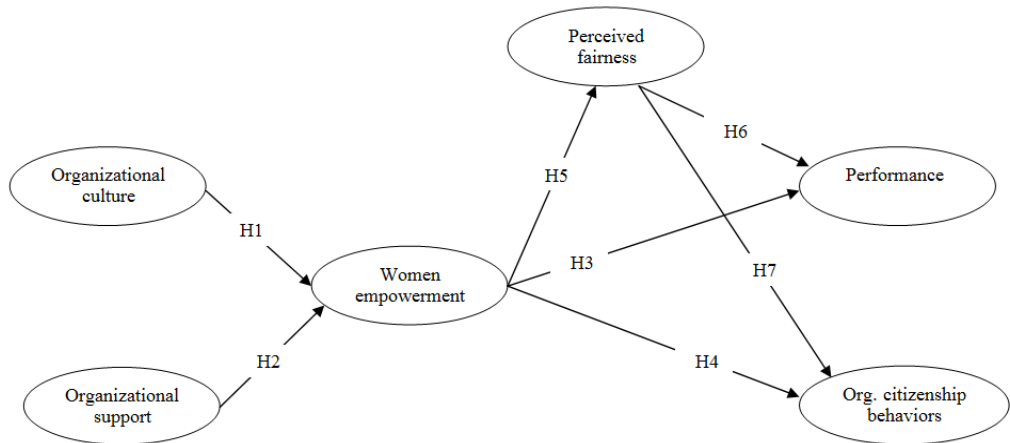 Perceived
fairness
H6
Organizational
culture
Performance
H5
H1
H3
H7
Women
empowerment
H2
H4
Organizational
support
Org. citizenship
behaviors